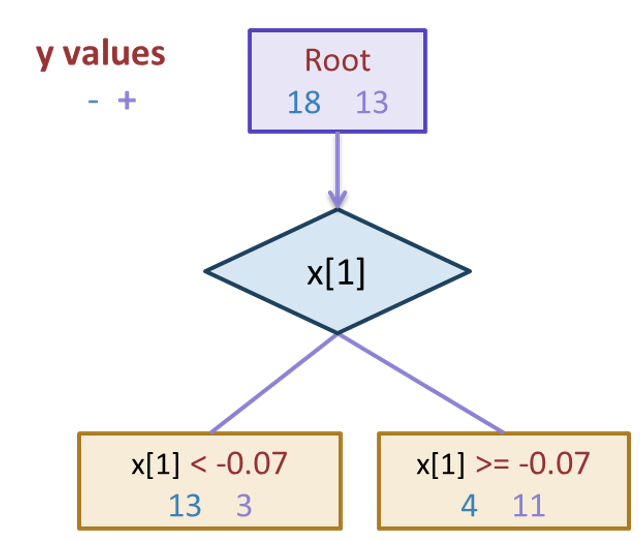 y values
- +
Root
18 13
x[1]
x[1] < -0.07
13 3
x[1] >= -0.07
4 11